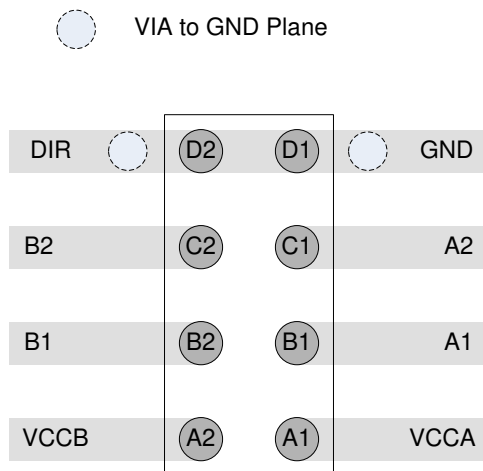 VIA to GND Plane
DIR D2 D1 GND
B2 C2 C1 A2
B1 B2 B1 A1
VCCB A2 A1 VCCA